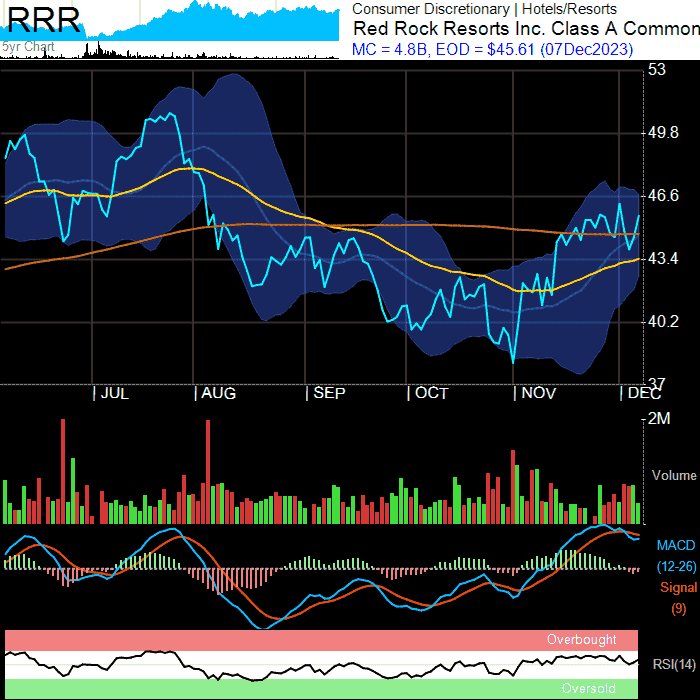 RRR
5yr Chart
Consumer Discretionary | Hotels/Resorts
Red Rock Resorts Inc. Class A Common
MC = 4.8B, EOD = $45.61 (07Dec2023)
53
49.8
46.6
43.4
40.2
37
JUL
AUG
SEP
OCT
NOV
DEC
2M
Volume
MACD
(12-26)
Signal
(9)
Overbought
RSI(14)
Oversold